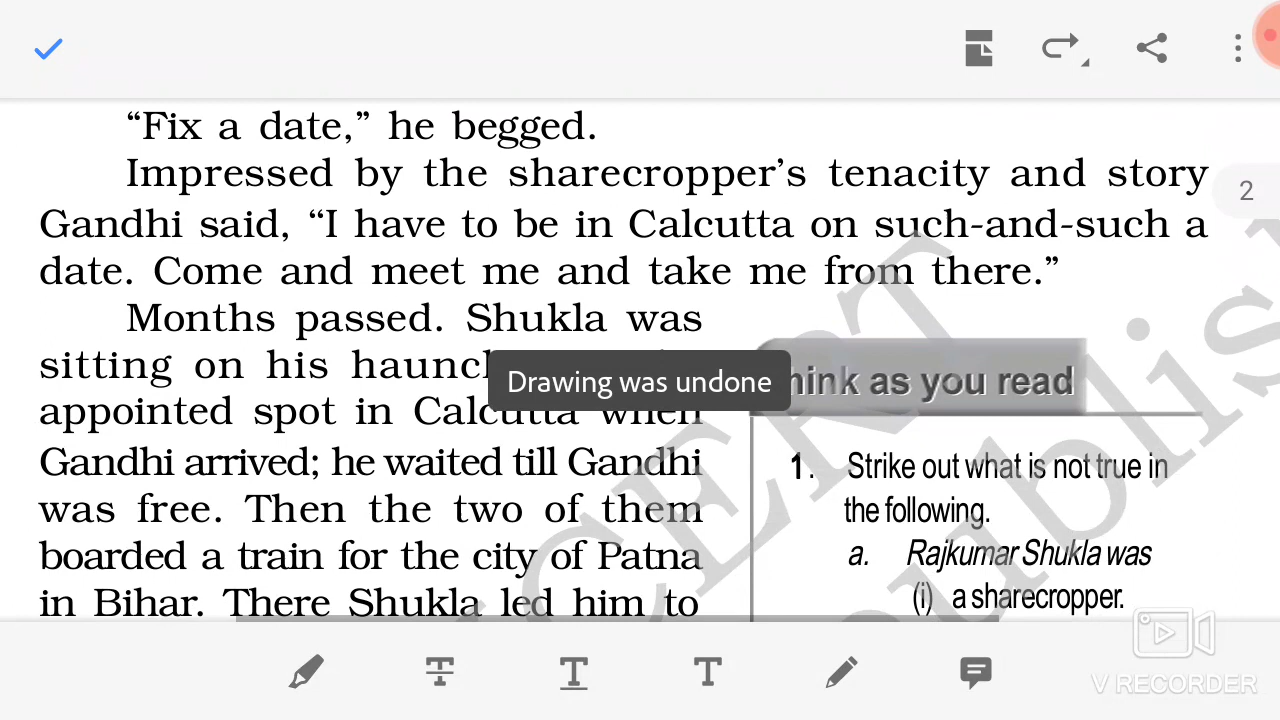 “Fix a date,” he begged.
Impressed by the sharecropper’s tenacity and story
2
Gandhi said, “I have to be in Calcutta on such-and-such a
date. Come and meet me and take me from there.”
Months passed. Shukla was
sitting on his
appointed spot in Calcutta when
Gandhi arrived; he waited till Gandhi
was free. Then the two of them
boarded a train for the city of Patna
in Bihar. There Shukla led him to
Drawing was undone
hink as you read
1. Strike out what is not true in
the following.
a. Rajkumar Shukla was
(i) a sharecropper.
T T T
V RECORDER
NCERT